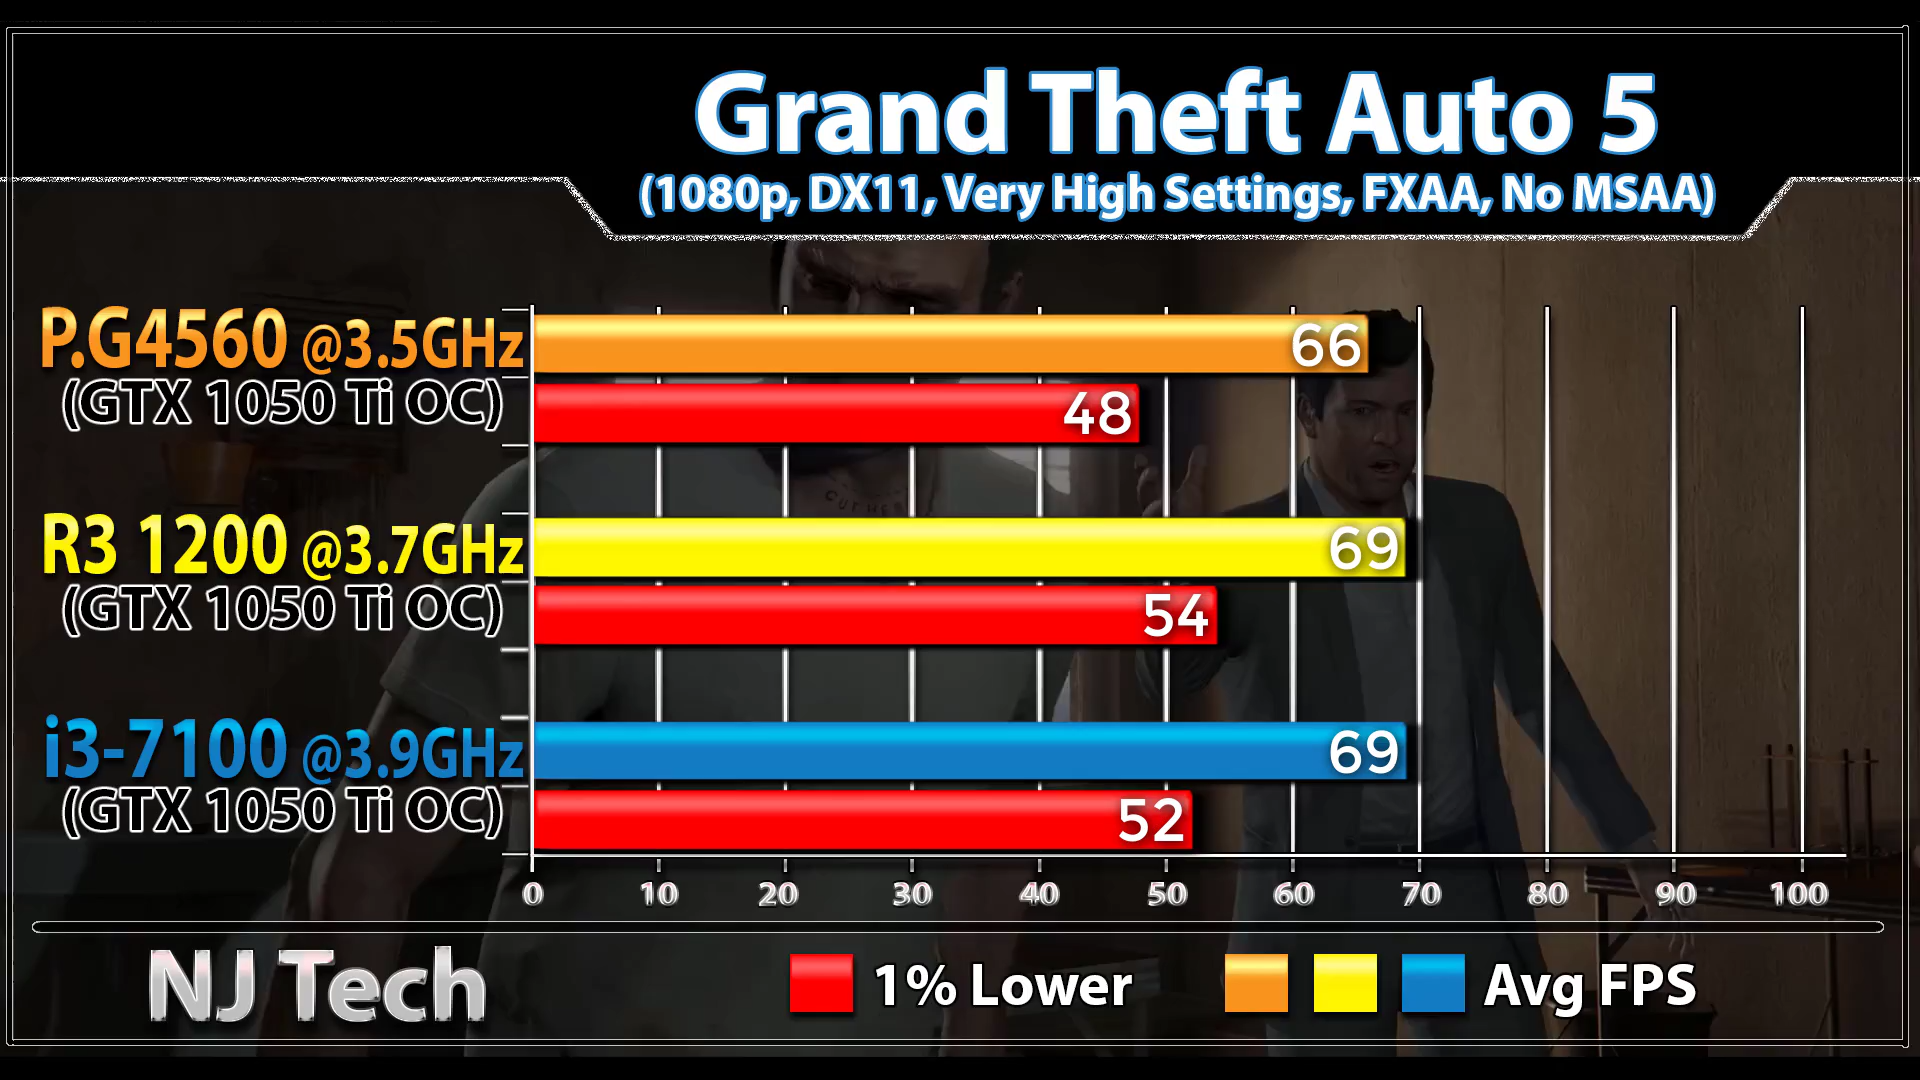 Grand Theft Auto 5
(1080p, DX11, Very High Settings, FXAA, No MSAA)
P.G4560 @3.5GHz
(GTX 1050 Ti OC)
66
48
R3 1200 @3.7GHz
(GTX 1050 Ti OC)
69
54
i3-7100 @3.9GHz
(GTX 1050 Ti OC)
69
52
0 10 20 30 40 50 60 70 80 90 100
NJ Tech
1% Lower
Avg FPS